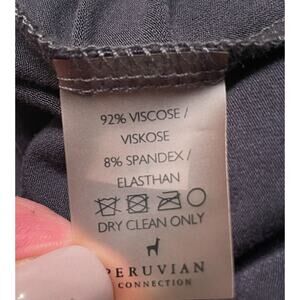 92% VISCOSE /
VISKOSE
8% SPANDEX /
ELASTHAN
DRY CLEAN ONLY
PERUVIAN
CONNECTION